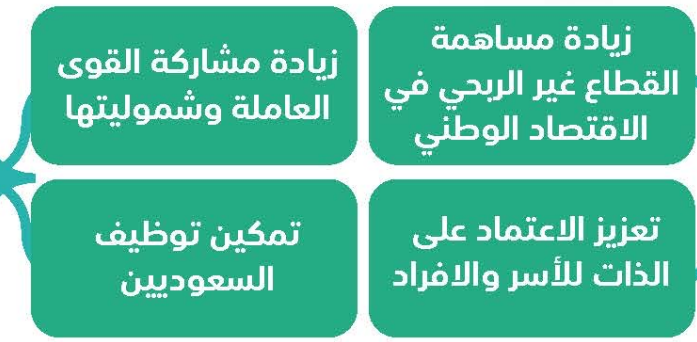 زيادة مساهمة
القطاع غير الربحي في
الاقتصاد الوطني
زيادة مشاركة القوى
العاملة وشموليتها
تعزيز الاعتماد على
الذات للأسر والافراد
تمكين توظيف
السعوديين